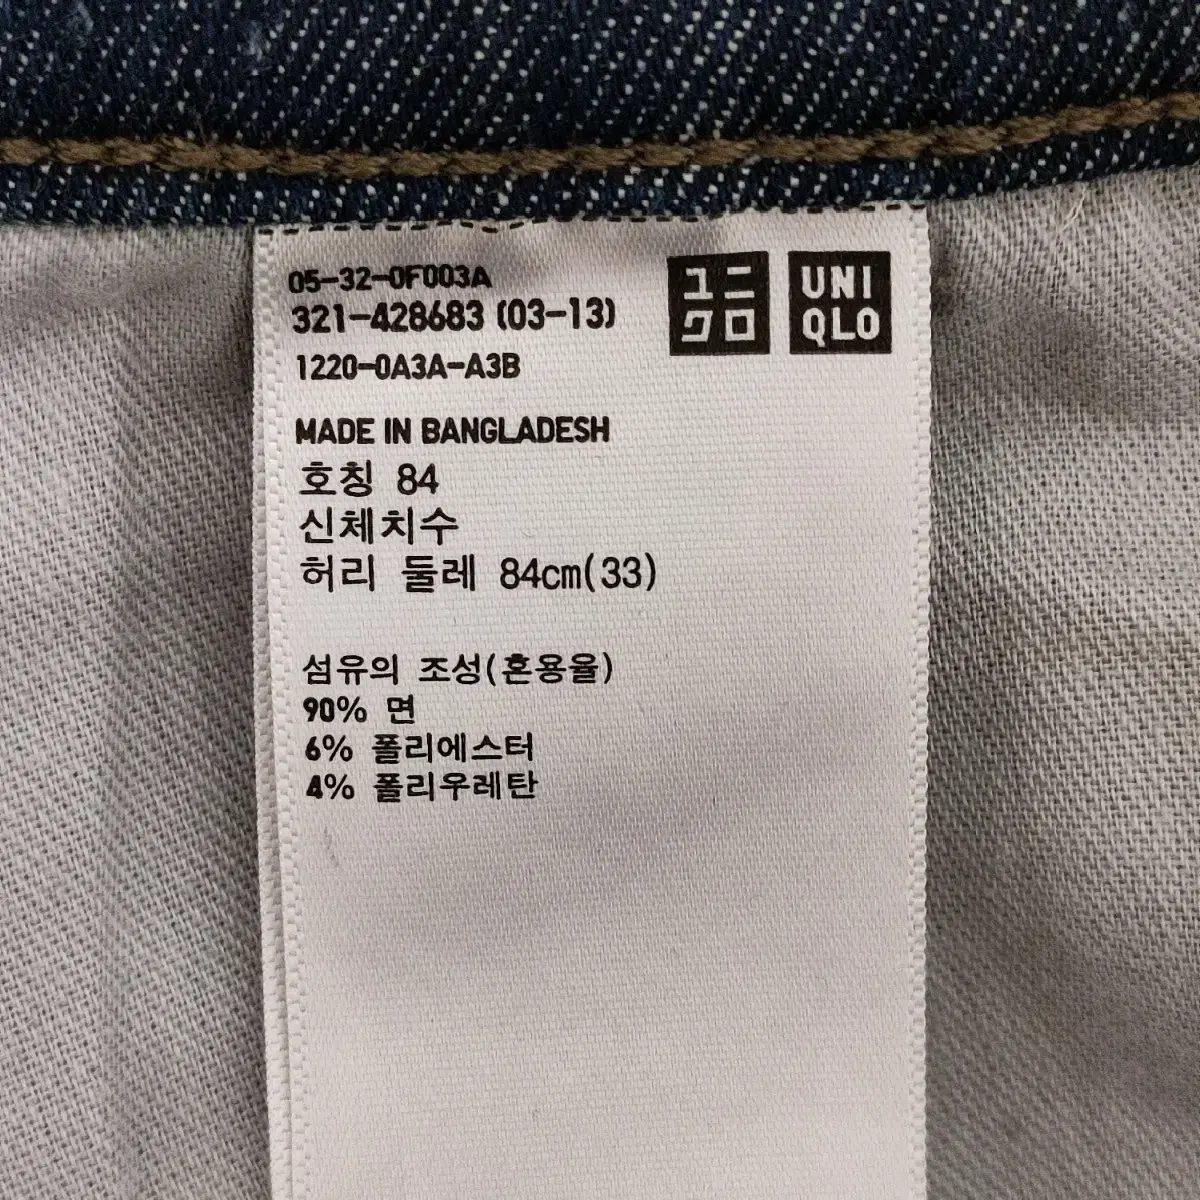 05-32-0F003A
321-428683 (03-13)
1220-0A3A-A3B
ユニ
クロ
UNI
QLO
MADE IN BANGLADESH
호칭 84
신체치수
허리 둘레 84cm(33)
섬유의 조성(혼용율)
90% 면
6% 폴리에스터
4% 폴리우레탄